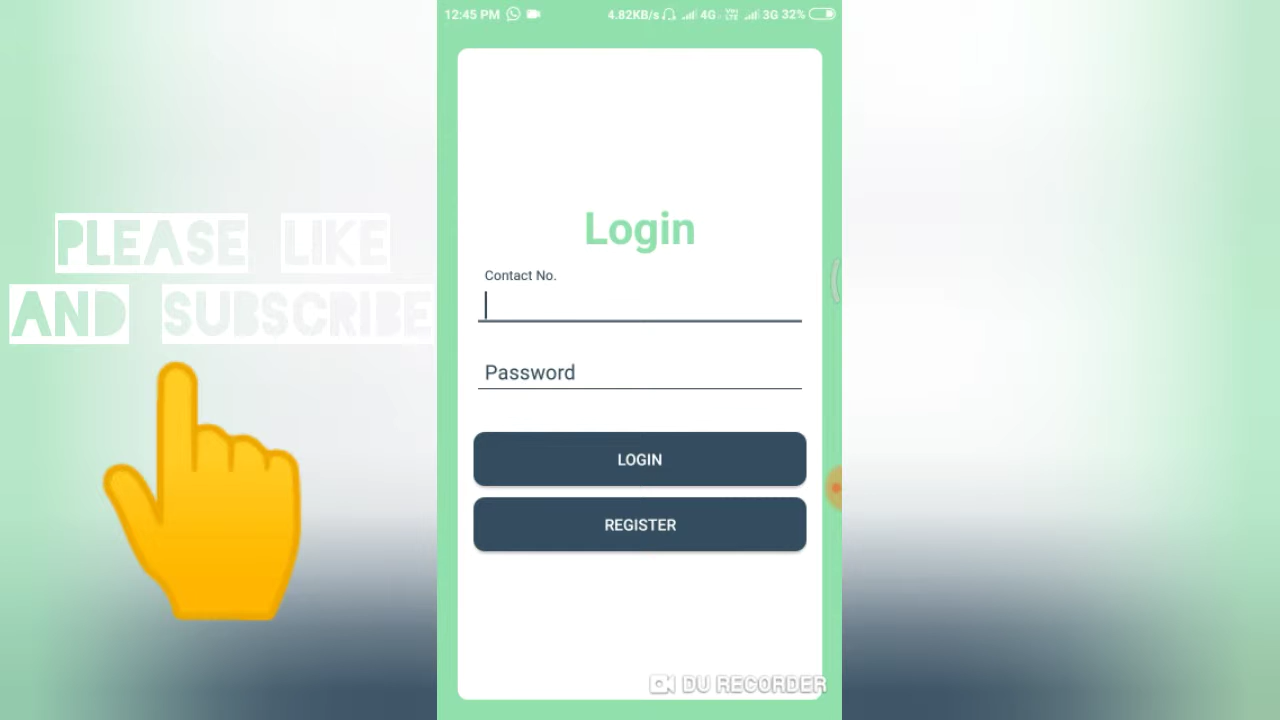 12:45 PM 4.82KB/s 4G VoLTE 3G 32%
PLEASE LIKE
AND SUBSCRIBE
Login
Contact No.
Password
LOGIN
REGISTER
DU RECORDER